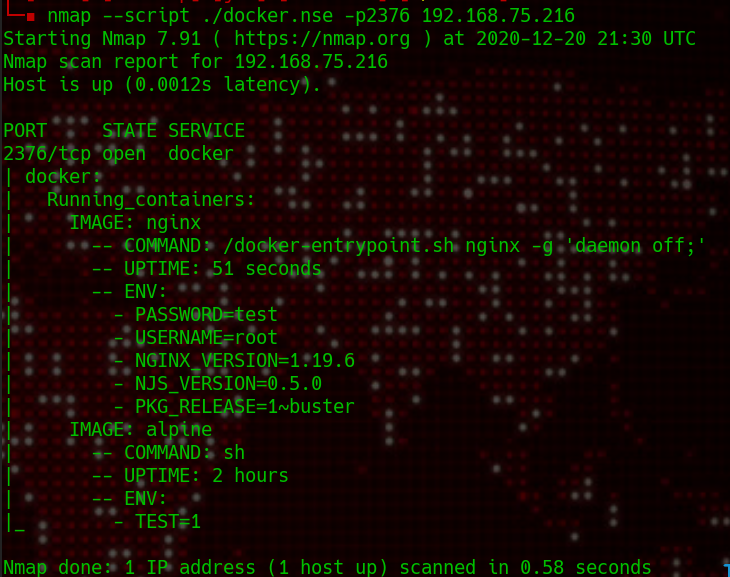 nmap --script ./docker.nse -p2376 192.168.75.216
Starting Nmap 7.91 ( https://nmap.org ) at 2020-12-20 21:30 UTC
Nmap scan report for 192.168.75.216
Host is up (0.0012s latency).
PORT     STATE SERVICE
2376/tcp open  docker
| docker:
|   Running_containers:
|     IMAGE: nginx
|       -- COMMAND: /docker-entrypoint.sh nginx -g 'daemon off;'
|       -- UPTIME: 51 seconds
|       -- ENV:
|         - PASSWORD=test
|         - USERNAME=root
|         - NGINX_VERSION=1.19.6
|         - NJS_VERSION=0.5.0
|         - PKG_RELEASE=1~buster
|     IMAGE: alpine
|       -- COMMAND: sh
|       -- UPTIME: 2 hours
|       -- ENV:
|_        - TEST=1
Nmap done: 1 IP address (1 host up) scanned in 0.58 seconds